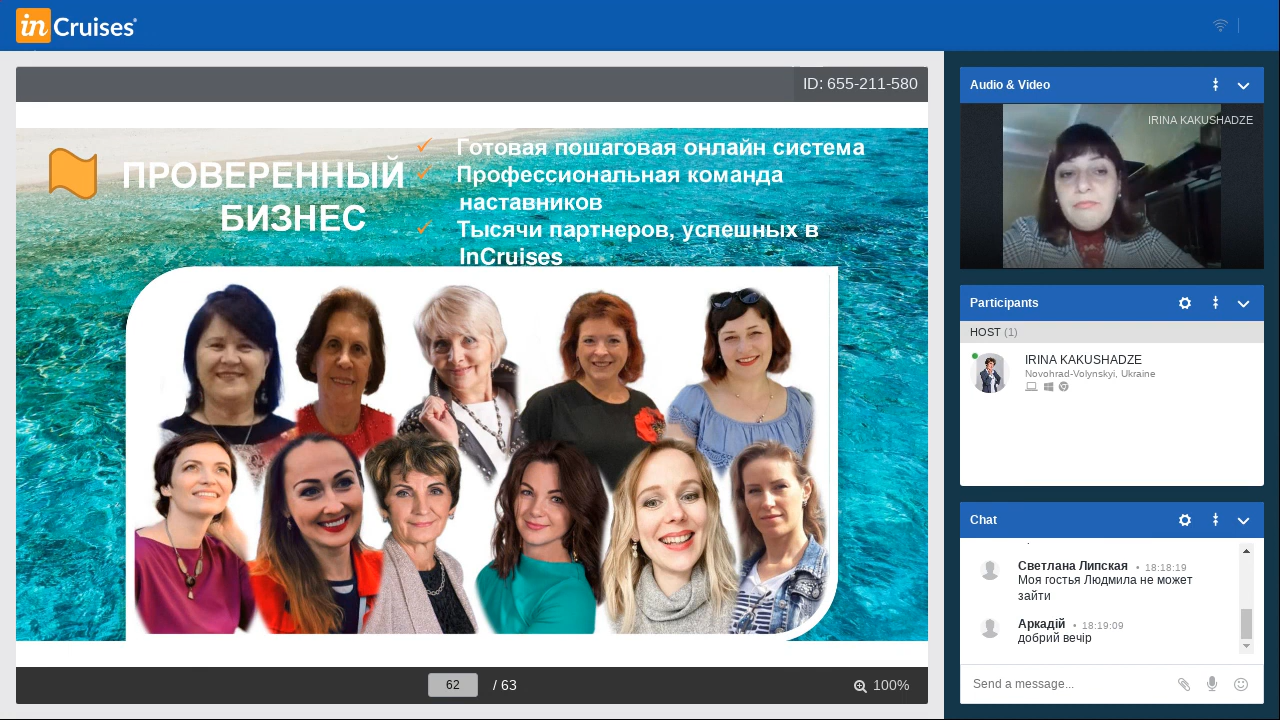 in Cruises®
ID: 655-211-580
ПРОВЕРЕННЫЙ
БИЗНЕС
Готовая пошаговая онлайн система
Профессиональная команда
наставников
Тысячи партнеров, успешных в
InCruises
62 / 63
100%
Audio & Video
IRINA KAKUSHADZE
Participants
HOST (1)
IRINA KAKUSHADZE
Novohrad-Volynskyi, Ukraine
Chat
Светлана Липская • 18:18:19
Моя гостья Людмила не может
зайти
Аркадій • 18:19:09
добрий вечір
Send a message...